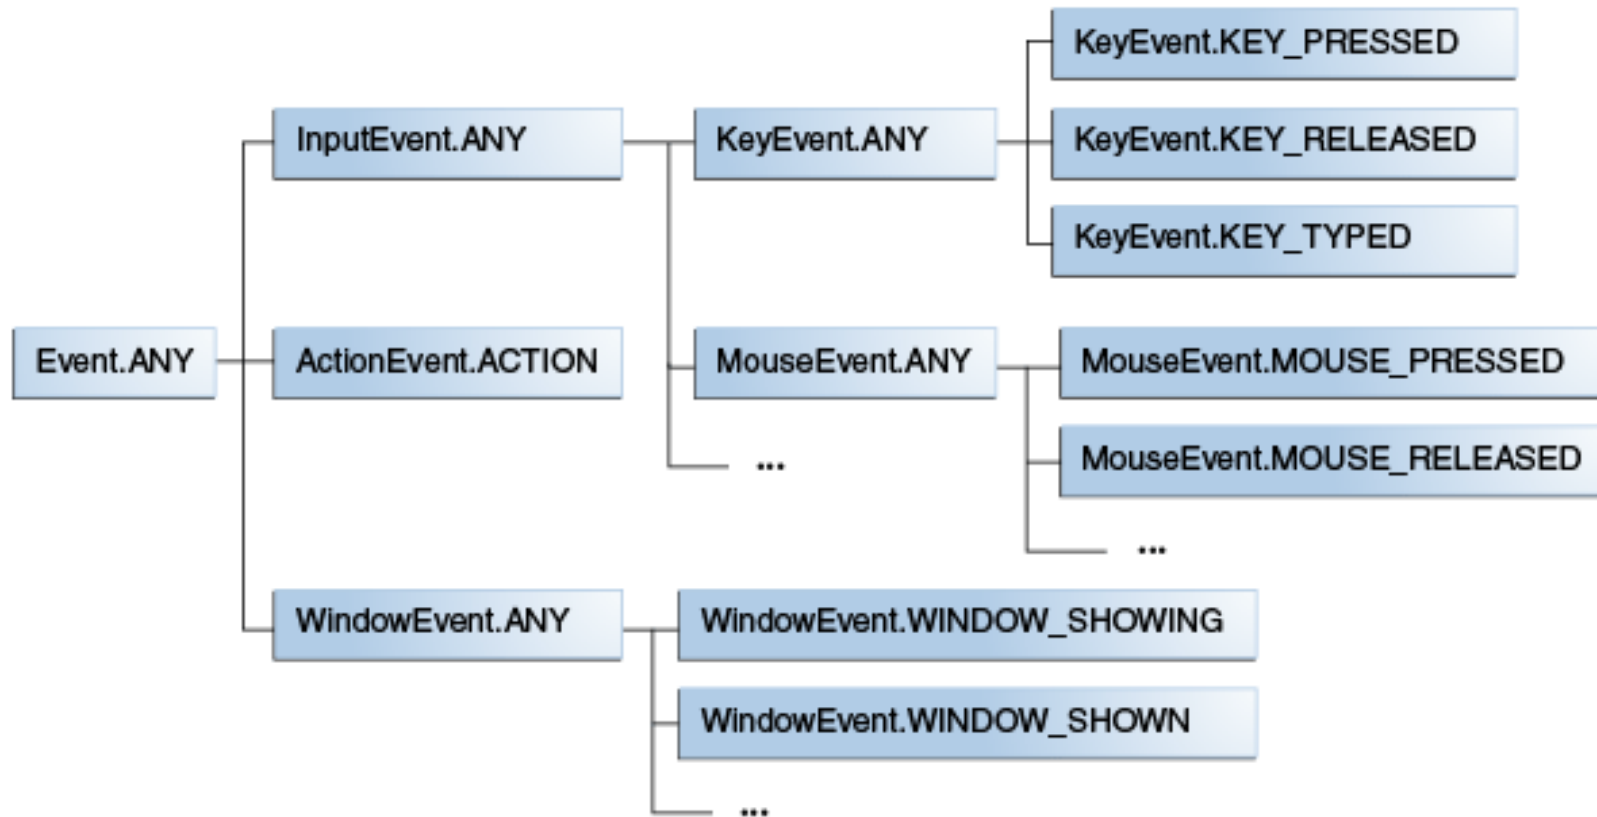 KeyEvent.KEY_PRESSED
InputEvent.ANY
KeyEvent.ANY
KeyEvent.KEY_RELEASED
KeyEvent.KEY_TYPED
Event.ANY
ActionEvent.ACTION
MouseEvent.ANY
MouseEvent.MOUSE_PRESSED
MouseEvent.MOUSE_RELEASED
...
...
WindowEvent.ANY
WindowEvent.WINDOW_SHOWING
WindowEvent.WINDOW_SHOWN
...